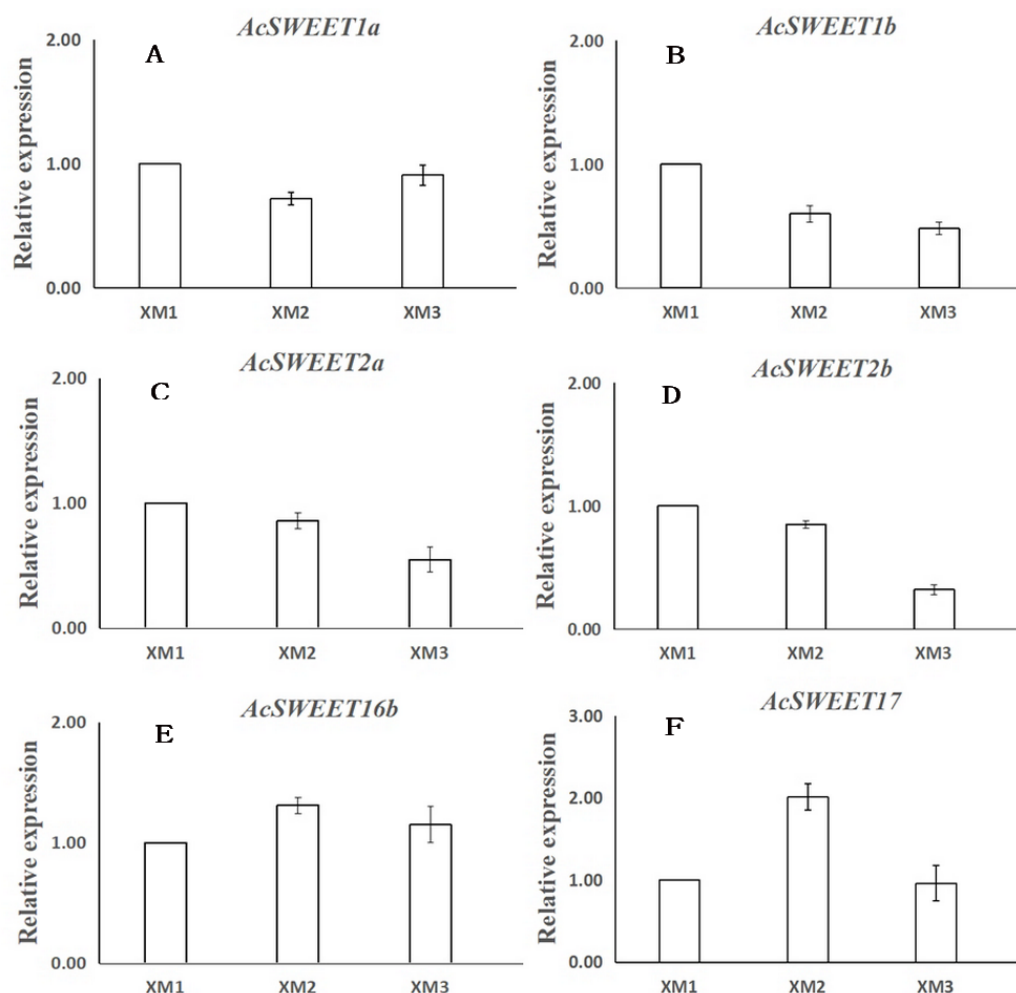 AcSWEET1a
A
2.00
1.00
0.00
Relative expression
XM1 XM2 XM3
AcSWEET1b
B
2.00
1.00
0.00
Relative expression
XM1 XM2 XM3
AcSWEET2a
C
2.00
1.00
0.00
Relative expression
XM1 XM2 XM3
AcSWEET2b
D
2.00
1.00
0.00
Relative expression
XM1 XM2 XM3
AcSWEET16b
E
2.00
1.00
0.00
Relative expression
XM1 XM2 XM3
AcSWEET17
F
3.00
2.00
1.00
0.00
Relative expression
XM1 XM2 XM3